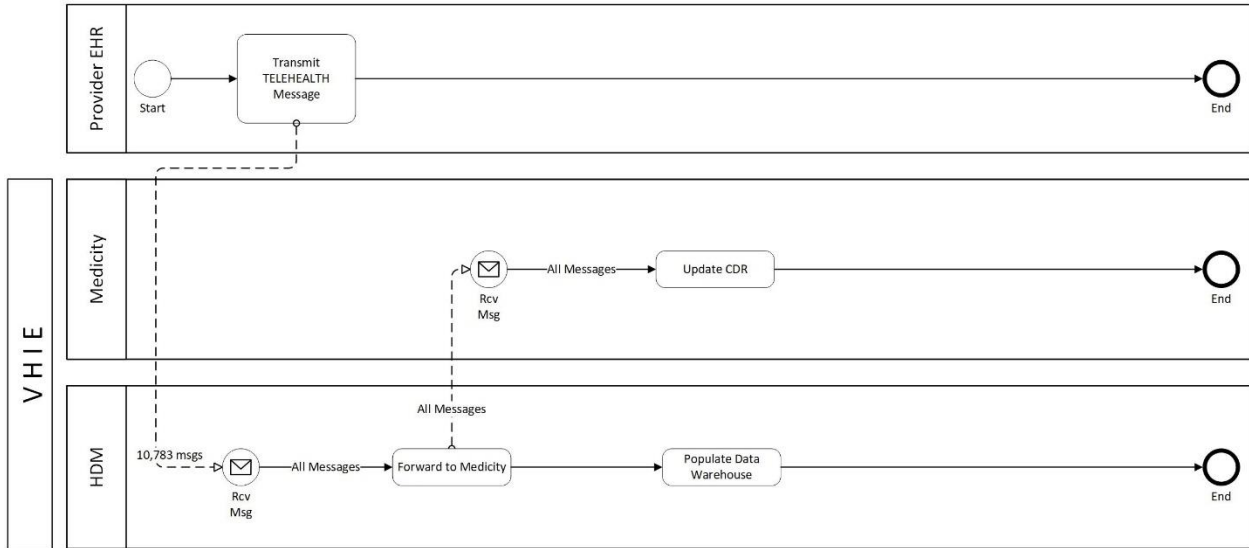 Provider EHR
Start
Transmit
TELEHEALTH
Message
End
VHIE
Medicity
Rcv
Msg
All Messages
Update CDR
End
All Messages
HDM
10,783 msgs
Rcv
Msg
All Messages
Forward to Medicity
Populate Data
Warehouse
End